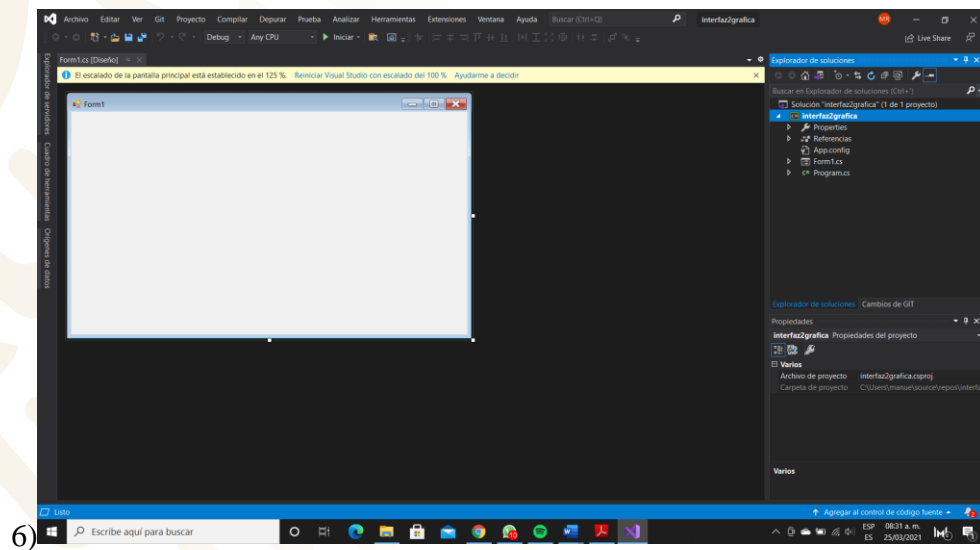 Archivo Editar Ver Git Proyecto Compilar Depurar Prueba Analizar Herramientas Extensiones Ventana Ayuda Buscar (Ctrl+Q) interfaz2grafica MR
Debug Any CPU Iniciar Live Share
Explorador de servidores
Cuadro de herramientas
Orígenes de datos
Form1.cs [Diseño]
El escalado de la pantalla principal está establecido en el 125 %. Reiniciar Visual Studio con escalado del 100 % Ayudarme a decidir
Form1
Explorador de soluciones
Buscar en Explorador de soluciones (Ctrl+')
Solución "interfaz2grafica" (1 de 1 proyecto)
interfaz2grafica
Properties
Referencias
App.config
Form1.cs
C# Program.cs
Explorador de soluciones Cambios de GIT
Propiedades
interfaz2grafica Propiedades del proyecto
Varios
Archivo de proyecto interfaz2grafica.csproj
Carpeta de proyecto C:\Users\manue\source\repos\interfa
Varios
Listo Agregar al control de código fuente 2
6) Escribe aquí para buscar 10 ESP 08:31 a. m.
ES 25/03/2021